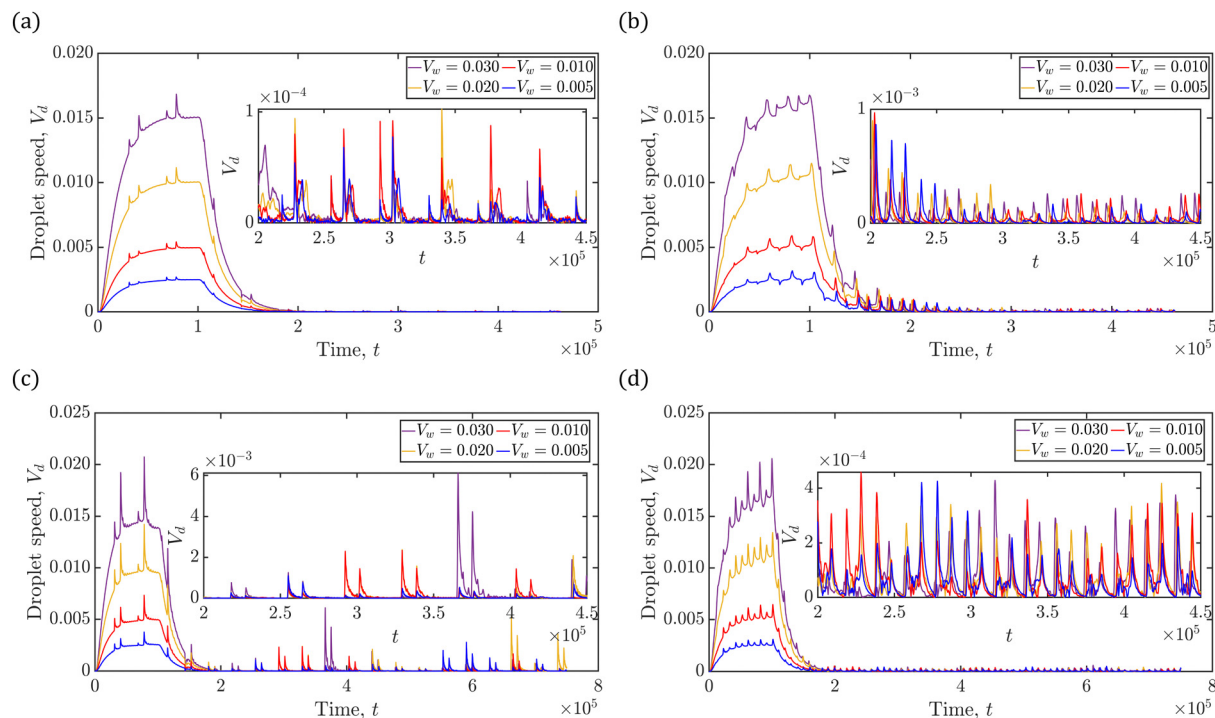 (a)
0.020
0.015
0.010
0.005
0
Droplet speed, V_d
V_w = 0.030 V_w = 0.010
V_w = 0.020 V_w = 0.005
×10^-4
1
0
V_d
2 2.5 3 3.5 4 4.5
t
×10^5
0 1 2 3 4 5
Time, t
×10^5
(b)
0.020
0.015
0.010
0.005
0
Droplet speed, V_d
V_w = 0.030 V_w = 0.010
V_w = 0.020 V_w = 0.005
×10^-3
1
0
V_d
2 2.5 3 3.5 4 4.5
t
×10^5
0 1 2 3 4 5
Time, t
×10^5
(c)
0.025
0.020
0.015
0.010
0.005
0
Droplet speed, V_d
V_w = 0.030 V_w = 0.010
V_w = 0.020 V_w = 0.005
×10^-3
6
4
2
0
V_d
2 2.5 3 3.5 4 4.5
t
×10^5
0 2 4 6 8
Time, t
×10^5
(d)
0.025
0.020
0.015
0.010
0.005
0
Droplet speed, V_d
V_w = 0.030 V_w = 0.010
V_w = 0.020 V_w = 0.005
×10^-4
4
2
0
V_d
2 2.5 3 3.5 4 4.5
t
×10^5
0 2 4 6 8
Time, t
×10^5